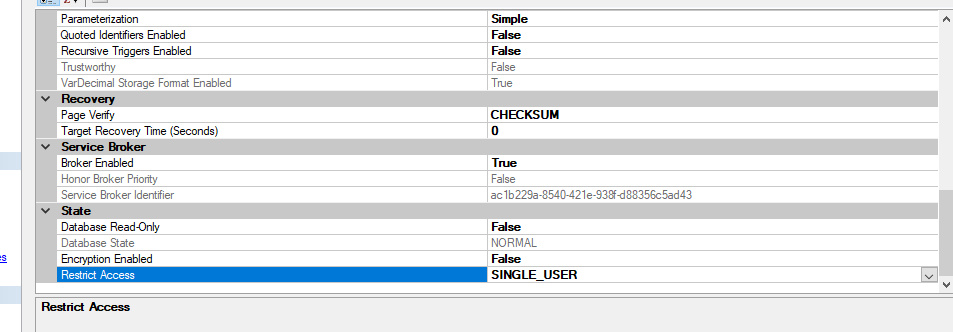 Parameterization Simple
Quoted Identifiers Enabled False
Recursive Triggers Enabled False
Trustworthy False
VarDecimal Storage Format Enabled True
Recovery
Page Verify CHECKSUM
Target Recovery Time (Seconds) 0
Service Broker
Broker Enabled True
Honor Broker Priority False
Service Broker Identifier ac1b229a-8540-421e-938f-d88356c5ad43
State
Database Read-Only False
Database State NORMAL
es
Encryption Enabled False
Restrict Access SINGLE_USER
Restrict Access